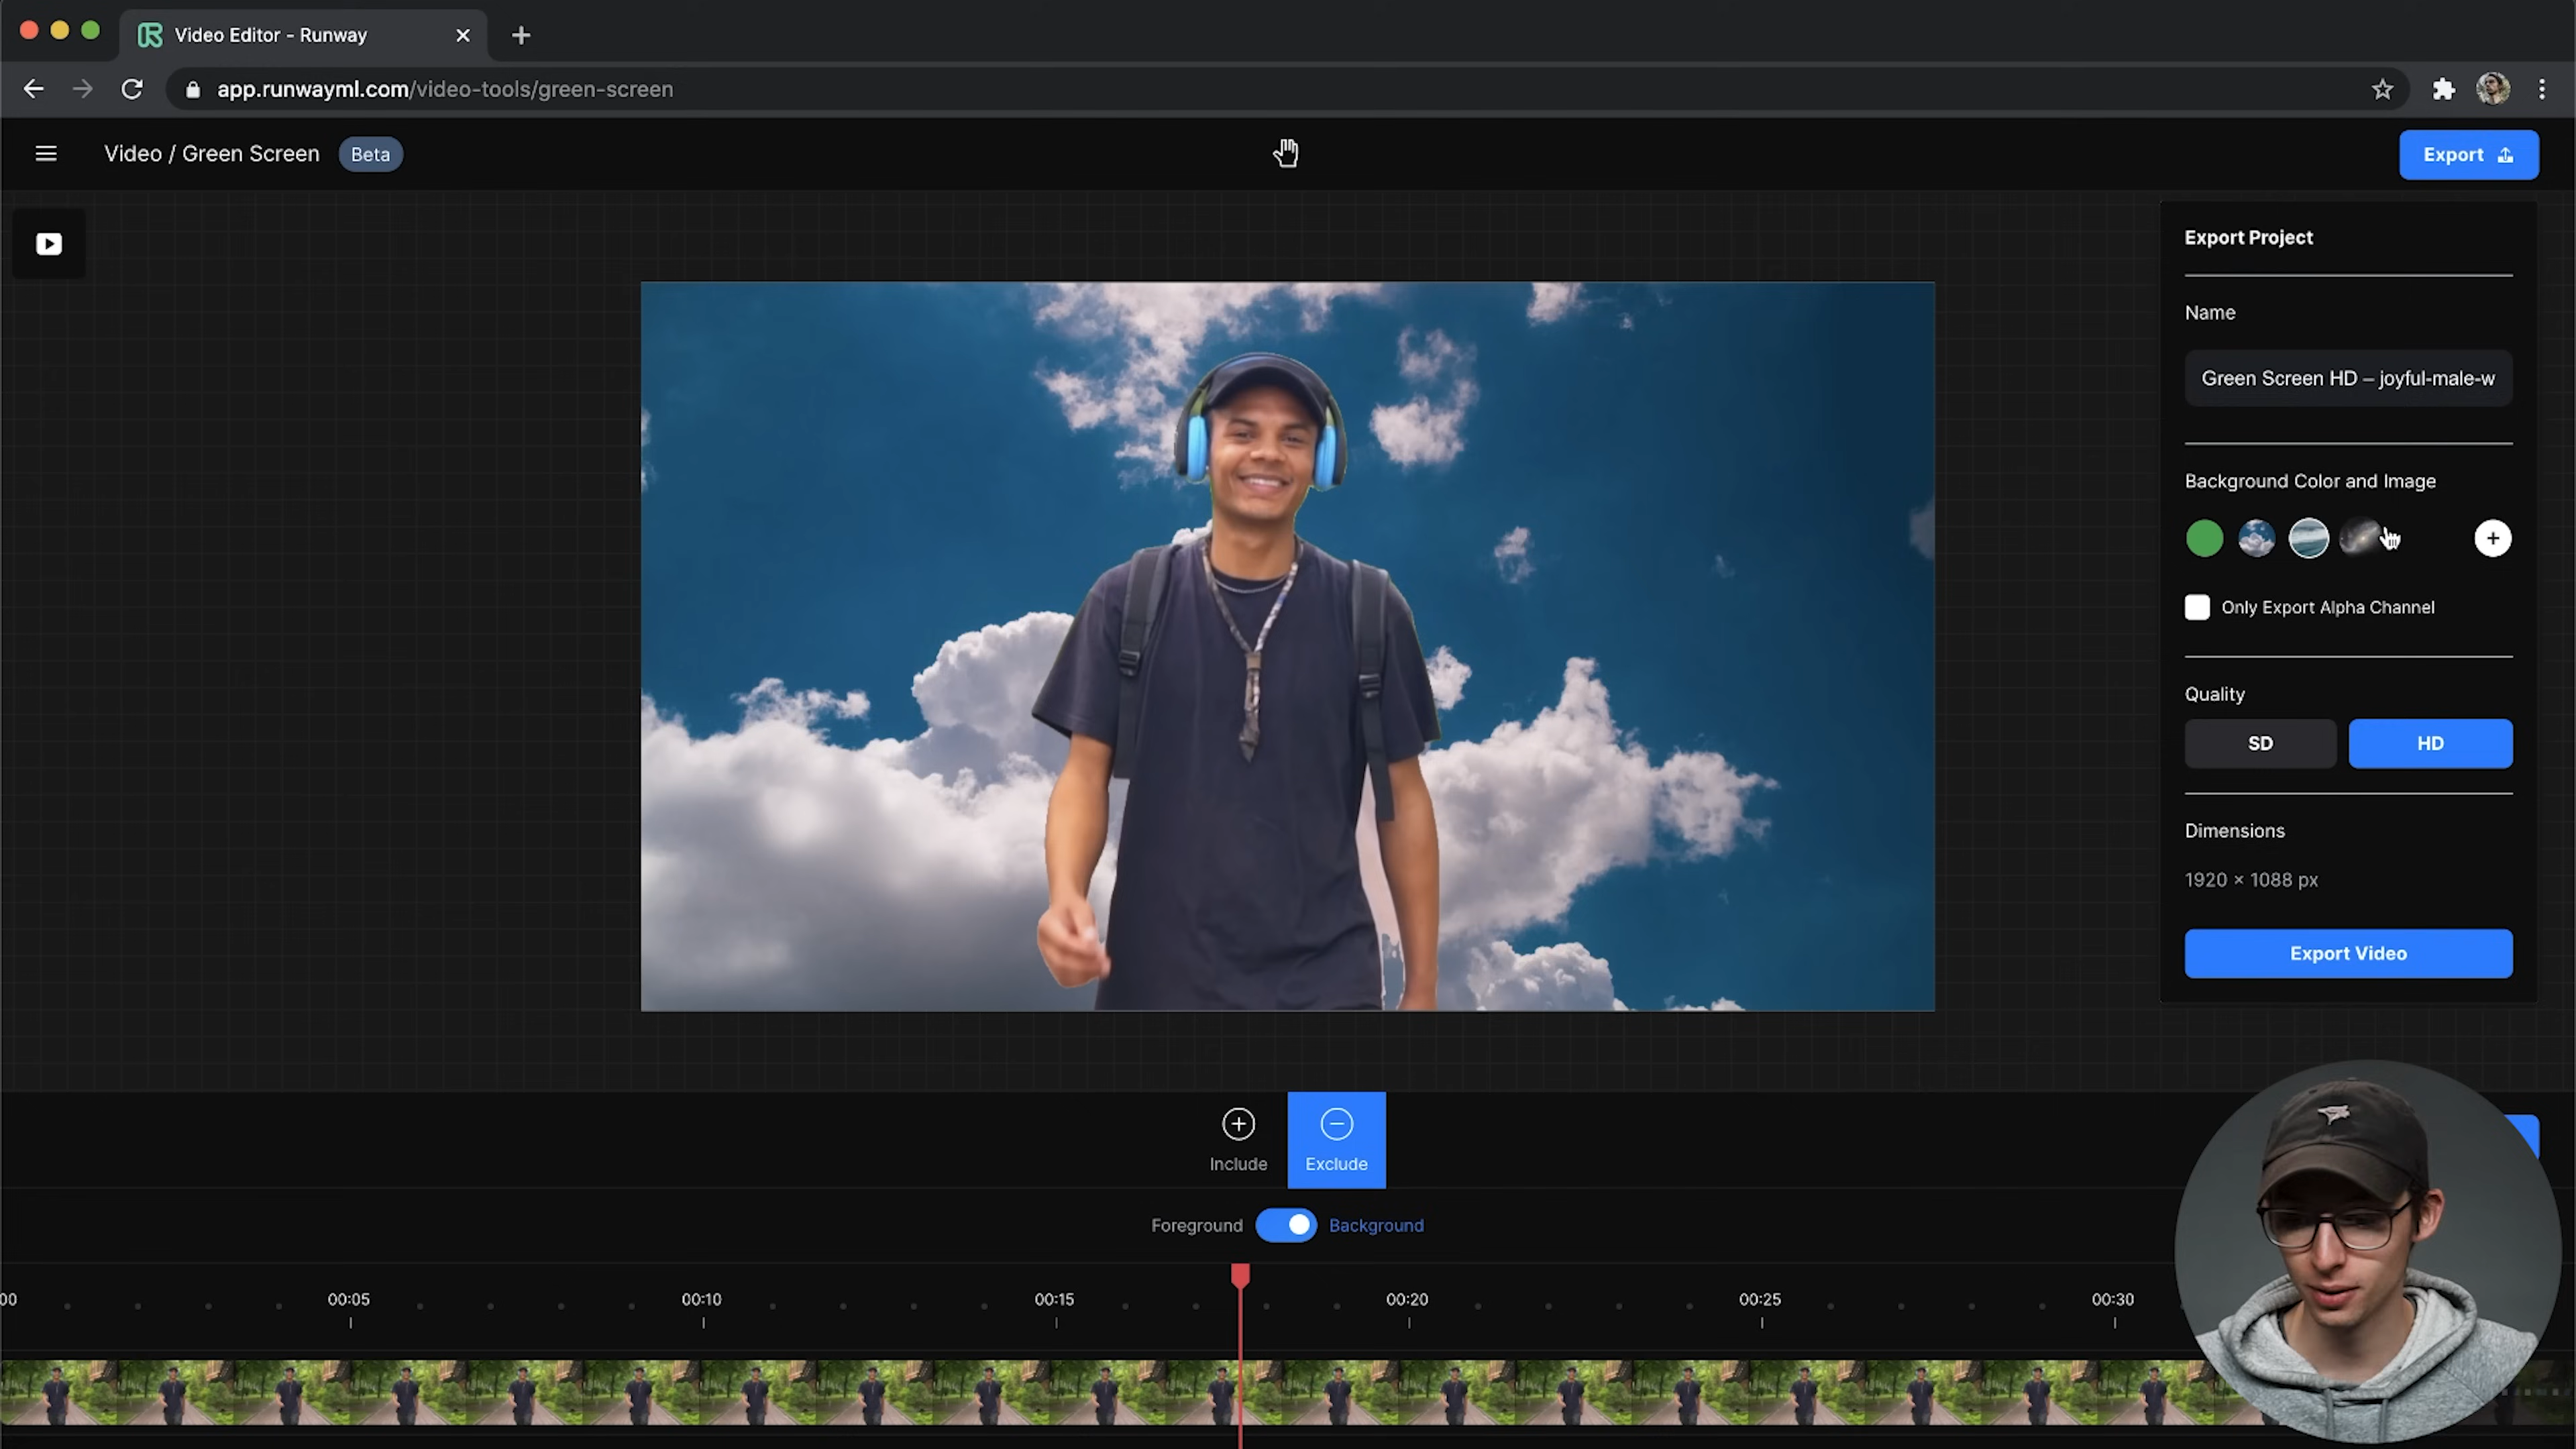 Video Editor - Runway
app.runwayml.com/video-tools/green-screen
Video / Green Screen
Beta
Export
Export Project
Name
Green Screen HD – joyful-male-w
Background Color and Image
Only Export Alpha Channel
Quality
SD
HD
Dimensions
1920 × 1088 px
Export Video
Include
Exclude
Foreground
Background
00
00:05
00:10
00:15
00:20
00:25
00:30